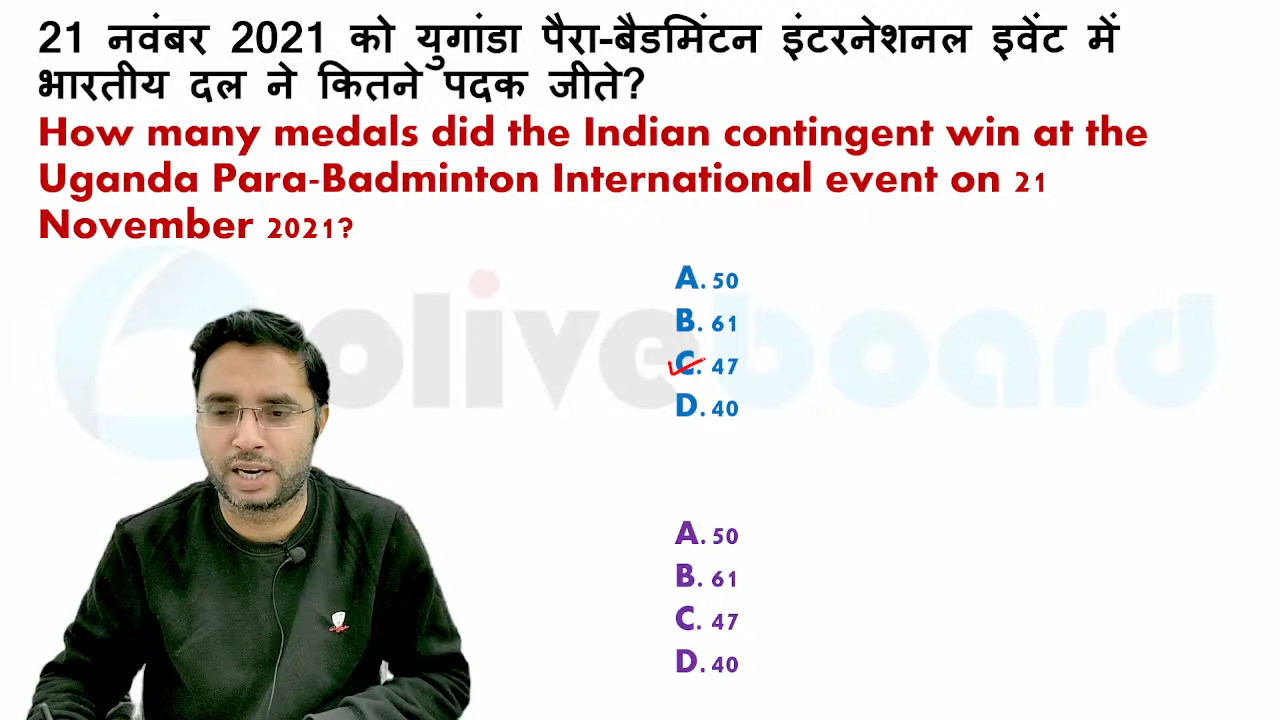 21 नवंबर 2021 को युगांडा पैरा-बैडमिंटन इंटरनेशनल इवेंट में
भारतीय दल ने कितने पदक जीते?
How many medals did the Indian contingent win at the
Uganda Para-Badminton International event on 21
November 2021?
oliveboard
A. 50
B. 61
C. 47
D. 40
A. 50
B. 61
C. 47
D. 40